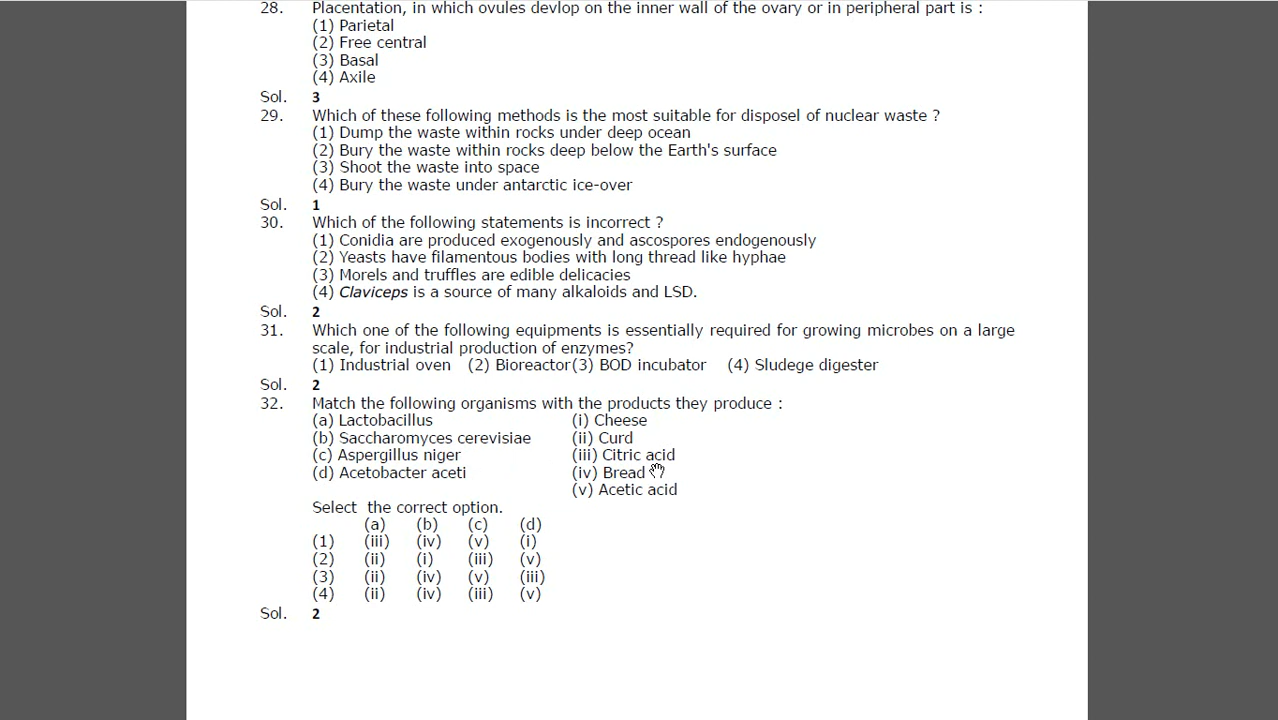 28. Placentation, in which ovules devlop on the inner wall of the ovary or in peripheral part is :
(1) Parietal
(2) Free central
(3) Basal
(4) Axile
Sol. 3
29. Which of these following methods is the most suitable for disposel of nuclear waste ?
(1) Dump the waste within rocks under deep ocean
(2) Bury the waste within rocks deep below the Earth's surface
(3) Shoot the waste into space
(4) Bury the waste under antarctic ice-over
Sol. 1
30. Which of the following statements is incorrect ?
(1) Conidia are produced exogenously and ascospores endogenously
(2) Yeasts have filamentous bodies with long thread like hyphae
(3) Morels and truffles are edible delicacies
(4) Claviceps is a source of many alkaloids and LSD.
Sol. 2
31. Which one of the following equipments is essentially required for growing microbes on a large
scale, for industrial production of enzymes?
(1) Industrial oven (2) Bioreactor(3) BOD incubator (4) Sludege digester
Sol. 2
32. Match the following organisms with the products they produce :
(a) Lactobacillus (i) Cheese
(b) Saccharomyces cerevisiae (ii) Curd
(c) Aspergillus niger (iii) Citric acid
(d) Acetobacter aceti (iv) Bread
(v) Acetic acid
Select the correct option.
(a) (b) (c) (d)
(1) (iii) (iv) (v) (i)
(2) (ii) (i) (iii) (v)
(3) (ii) (iv) (v) (iii)
(4) (ii) (iv) (iii) (v)
Sol. 2